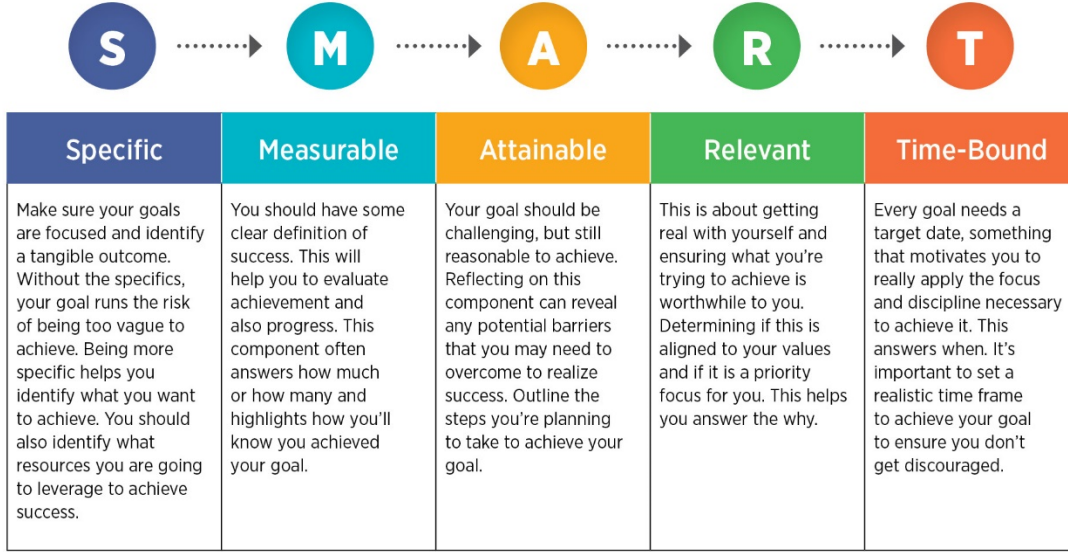 S
M
A
R
T
Specific
Measurable
Attainable
Relevant
Time-Bound
Make sure your goals
are focused and identify
a tangible outcome.
Without the specifics,
your goal runs the risk
of being too vague to
achieve. Being more
specific helps you
identify what you want
to achieve. You should
also identify what
resources you are going
to leverage to achieve
success.
You should have some
clear definition of
success. This will
help you to evaluate
achievement and
also progress. This
component often
answers how much
or how many and
highlights how you'll
know you achieved
your goal.
Your goal should be
challenging, but still
reasonable to achieve.
Reflecting on this
component can reveal
any potential barriers
that you may need to
overcome to realize
success. Outline the
steps you're planning
to take to achieve your
goal.
This is about getting
real with yourself and
ensuring what you're
trying to achieve is
worthwhile to you.
Determining if this is
aligned to your values
and if it is a priority
focus for you. This helps
you answer the why.
Every goal needs a
target date, something
that motivates you to
really apply the focus
and discipline necessary
to achieve it. This
answers when. It's
important to set a
realistic time frame
to achieve your goal
to ensure you don't
get discouraged.